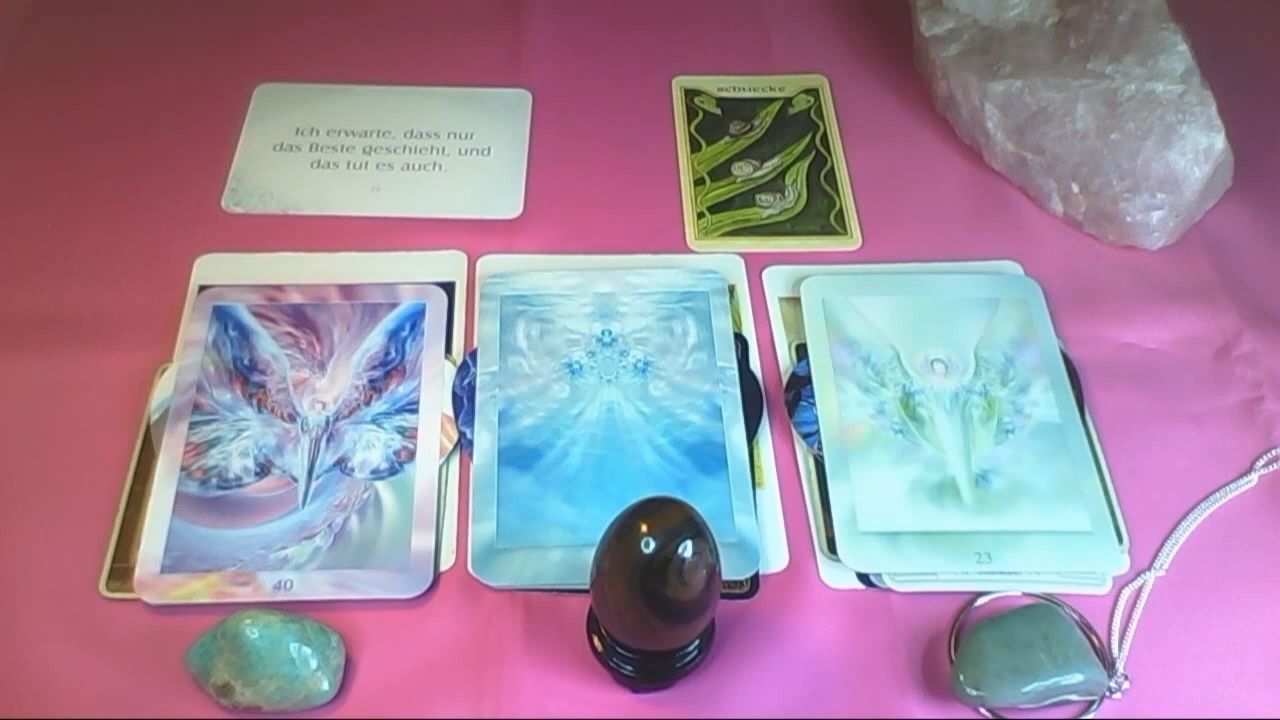 Ich erwarte, dass nur
das Beste geschieht, und
das tut es auch.
Schnecke
40
23